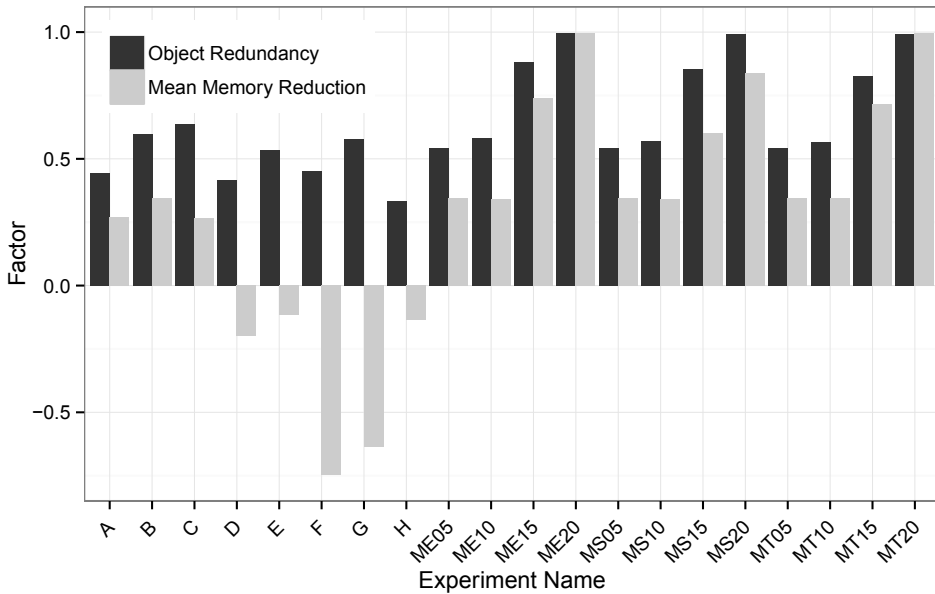 1.0
0.5
0.0
−0.5
Factor
Object Redundancy
Mean Memory Reduction
A B C D E F G H ME05 ME10 ME15 ME20 MS05 MS10 MS15 MS20 MT05 MT10 MT15 MT20
Experiment Name